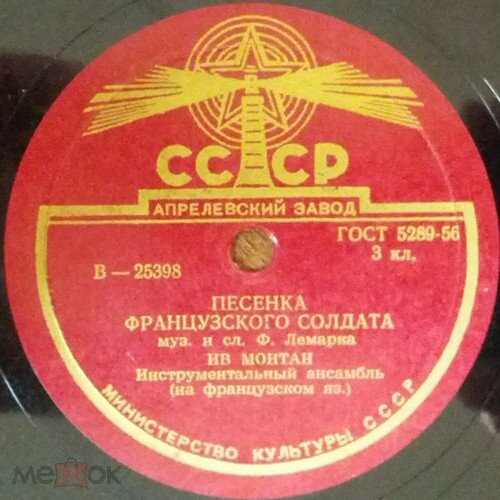 СССР
АПРЕЛЕВСКИЙ ЗАВОД
ГОСТ 5289-56
3 кл.
В — 25398
ПЕСЕНКА
ФРАНЦУЗСКОГО СОЛДАТА
муз. и сл. Ф. Лемарка
ИВ МОНТАН
Инструментальный ансамбль
(на французском яз.)
МИНИСТЕРСТВО КУЛЬТУРЫ СССР
мешок